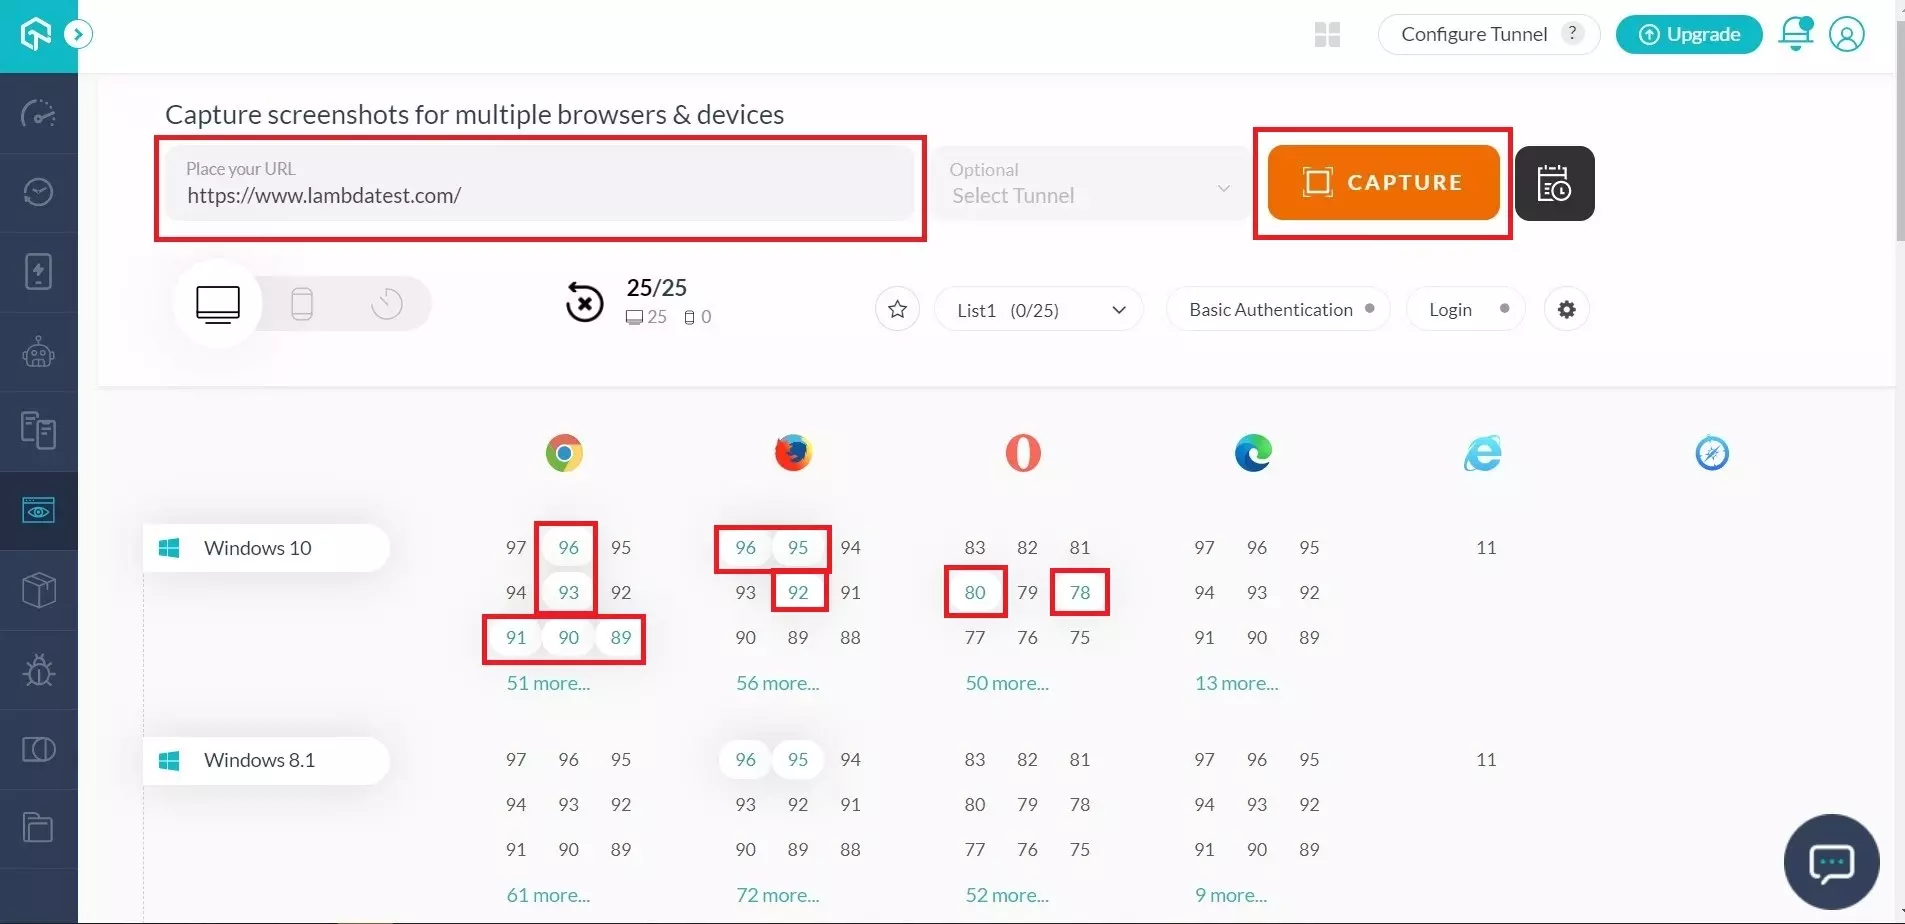 Configure Tunnel ? Upgrade
Capture screenshots for multiple browsers & devices
Place your URL
https://www.lambdatest.com/
Optional
Select Tunnel
CAPTURE
25/25
25 0
List1 (0/25)
Basic Authentication
Login
Windows 10
97 96 95 96 95 94 83 82 81 97 96 95 11
94 93 92 93 92 91 80 79 78 94 93 92
91 90 89 90 89 88 77 76 75 91 90 89
51 more... 56 more... 50 more... 13 more...
Windows 8.1
97 96 95 96 95 94 83 82 81 97 96 95 11
94 93 92 93 92 91 80 79 78 94 93 92
91 90 89 90 89 88 77 76 75 91 90 89
61 more... 72 more... 52 more... 9 more...